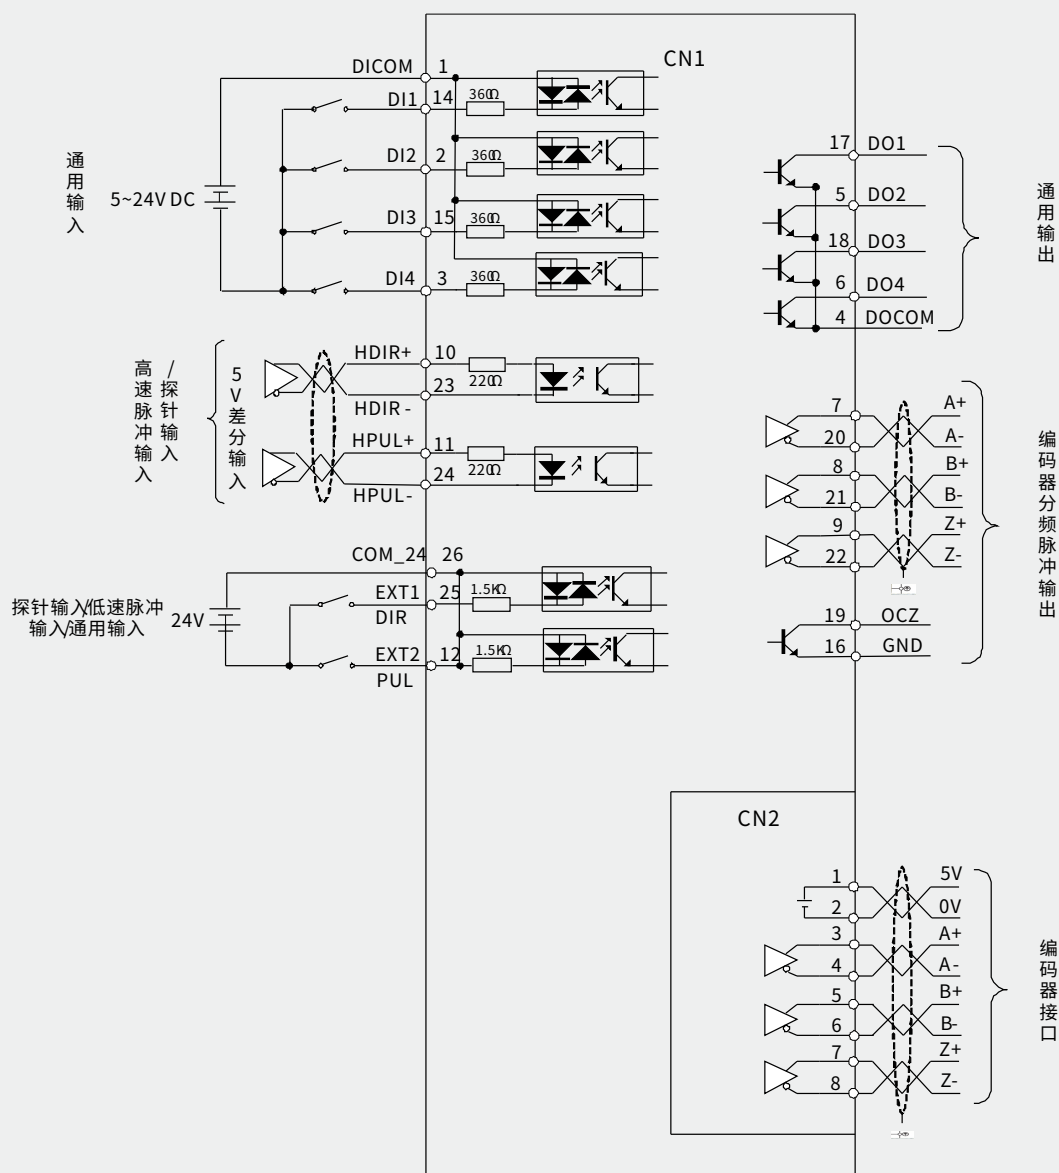 CN1
通用输入
5~24V DC
DICOM 1
DI1 14 360Ω
DI2 2 360Ω
DI3 15 360Ω
DI4 3 360Ω
高速脉冲输入
/探针输入
5V差分输入
HDIR+ 10
220Ω
23
HDIR-
HPUL+ 11
220Ω
24
HPUL-
COM_24 26
探针输入/低速脉冲
输入/通用输入
24V
EXT1 25 1.5KΩ
DIR
EXT2 12 1.5KΩ
PUL
17 DO1
5 DO2
18 DO3
6 DO4
4 DOCOM
通用输出
7 A+
20 A-
8 B+
21 B-
9 Z+
22 Z-
19 OCZ
16 GND
编码器分频脉冲输出
CN2
1 5V
2 0V
3 A+
4 A-
5 B+
6 B-
7 Z+
8 Z-
编码器接口